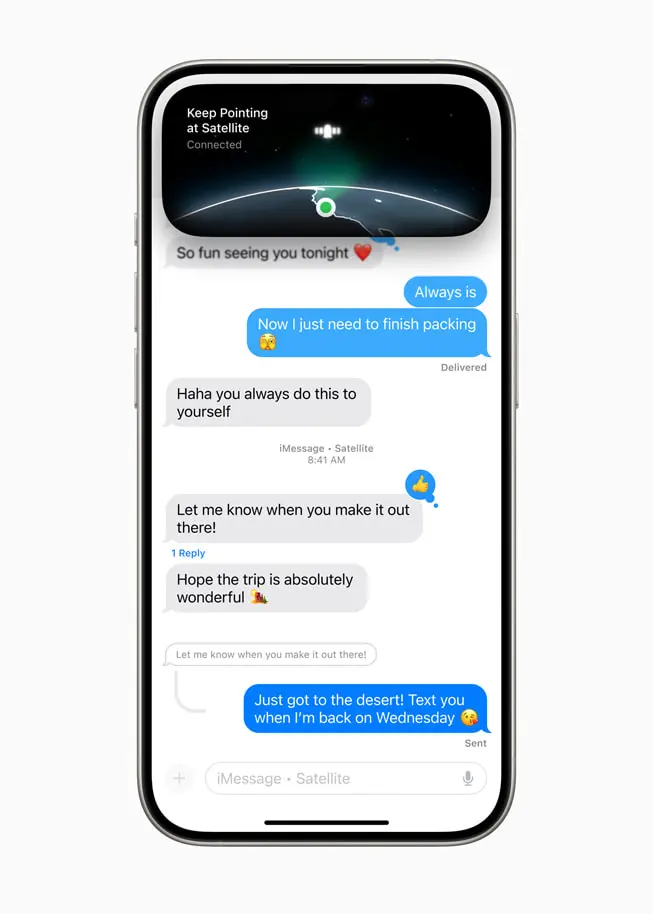 Keep Pointing
at Satellite
Connected
So fun seeing you tonight ❤️
Always is
Now I just need to finish packing
🫣
Delivered
Haha you always do this to
yourself
iMessage • Satellite
8:41 AM
👍
Let me know when you make it out
there!
1 Reply
Hope the trip is absolutely
wonderful
Let me know when you make it out there!
Just got to the desert! Text you
when I’m back on Wednesday 😘
Sent
iMessage • Satellite